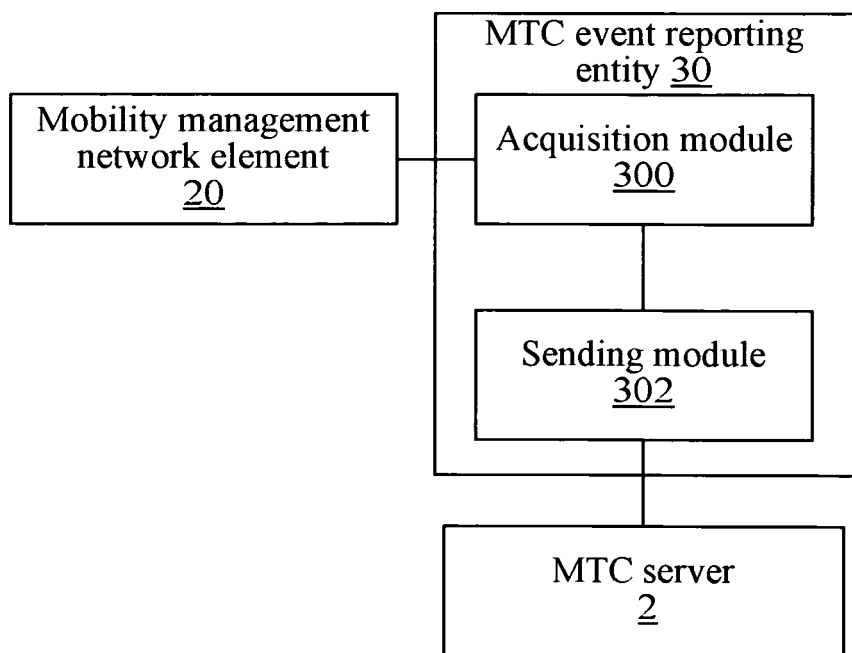 MTC event reporting
entity 30
Mobility management
network element
20
Acquisition module
300
Sending module
302
MTC server
2